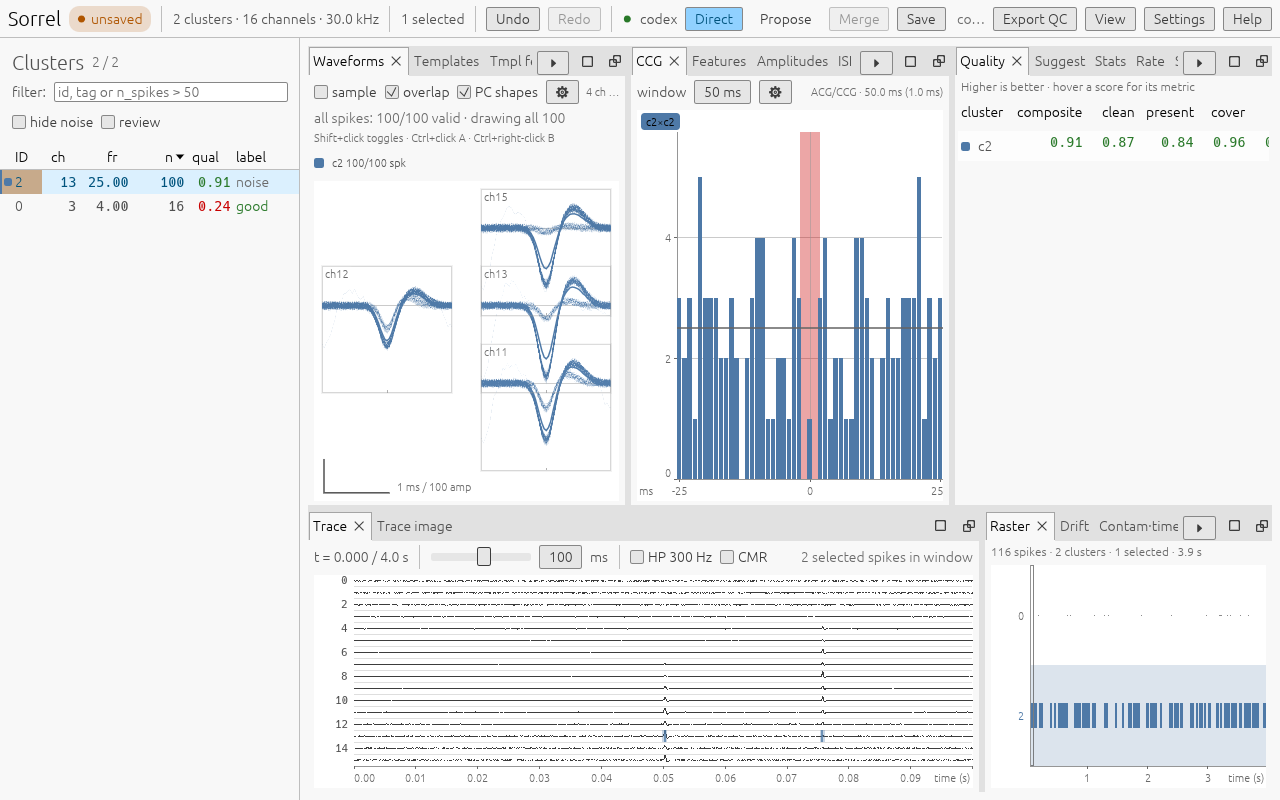 Sorrel ● unsaved 2 clusters · 16 channels · 30.0 kHz 1 selected Undo Redo ● codex Direct Propose Merge Save co… Export QC View Settings Help
Clusters 2 / 2
filter: id, tag or n_spikes > 50
hide noise review
ID ch fr n qual label
2 13 25.00 100 0.91 noise
0 3 4.00 16 0.24 good
Waveforms Templates Tmpl
sample overlap PC shapes 4 ch …
all spikes: 100/100 valid · drawing all 100
Shift+click toggles · Ctrl+click A · Ctrl+right-click B
c2 100/100 spk
ch15
ch12
ch13
ch11
1 ms / 100 amp
CCG Features Amplitudes ISI
window 50 ms ACG/CCG · 50.0 ms (1.0 ms)
c2×c2
4
2
0
ms -25 0 25
Quality Suggest Stats Rate
Higher is better · hover a score for its metric
cluster composite clean present cover
c2 0.91 0.87 0.84 0.96
Trace Trace image
t = 0.000 / 4.0 s 100 ms HP 300 Hz CMR 2 selected spikes in window
0
2
4
6
8
10
12
14
0.00 0.01 0.02 0.03 0.04 0.05 0.06 0.07 0.08 0.09 time (s)
Raster Drift Contam-time
116 spikes · 2 clusters · 1 selected · 3.9 s
0
2
1 2 3 time (s)